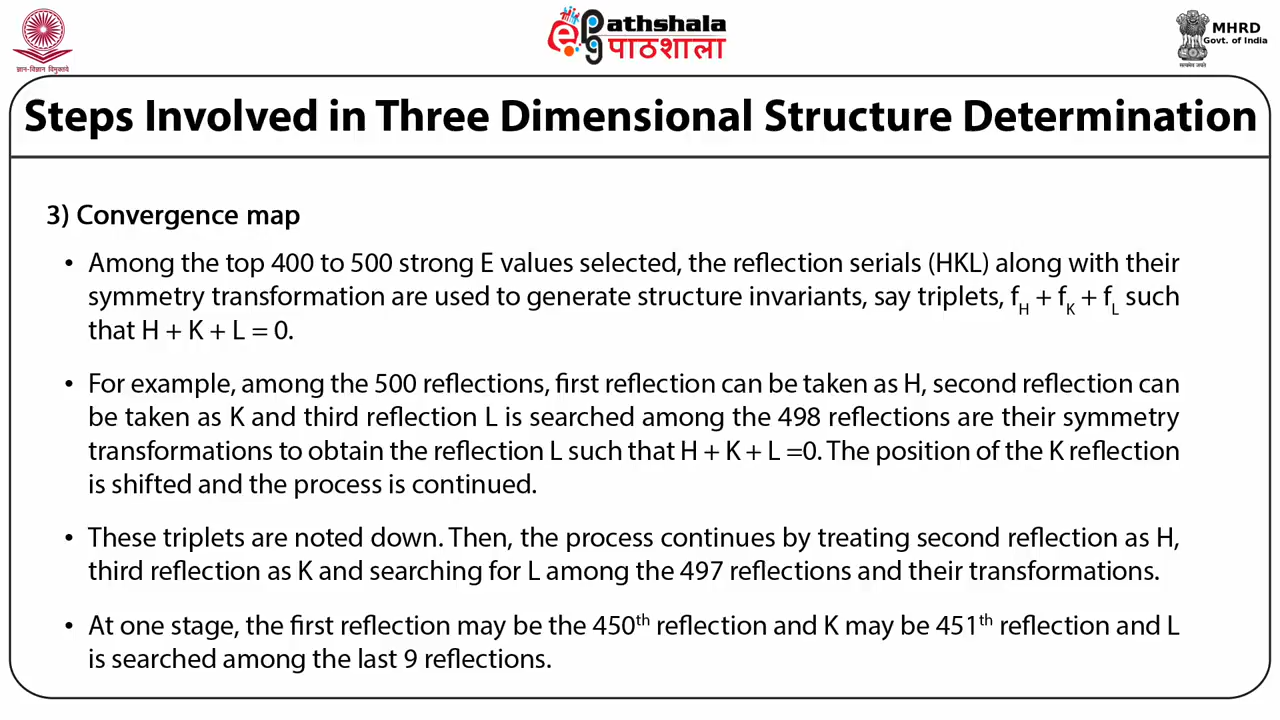 ज्ञान-विज्ञान विमुक्तये
epg
athshala
पाठशाला
सत्यमेव जयते
MHRD
Govt. of India
Steps Involved in Three Dimensional Structure Determination
3) Convergence map
• Among the top 400 to 500 strong E values selected, the reflection serials (HKL) along with their
symmetry transformation are used to generate structure invariants, say triplets, fH + fK + fL such
that H + K + L = 0.
• For example, among the 500 reflections, first reflection can be taken as H, second reflection can
be taken as K and third reflection L is searched among the 498 reflections are their symmetry
transformations to obtain the reflection L such that H + K + L =0. The position of the K reflection
is shifted and the process is continued.
• These triplets are noted down. Then, the process continues by treating second reflection as H,
third reflection as K and searching for L among the 497 reflections and their transformations.
• At one stage, the first reflection may be the 450th reflection and K may be 451th reflection and L
is searched among the last 9 reflections.